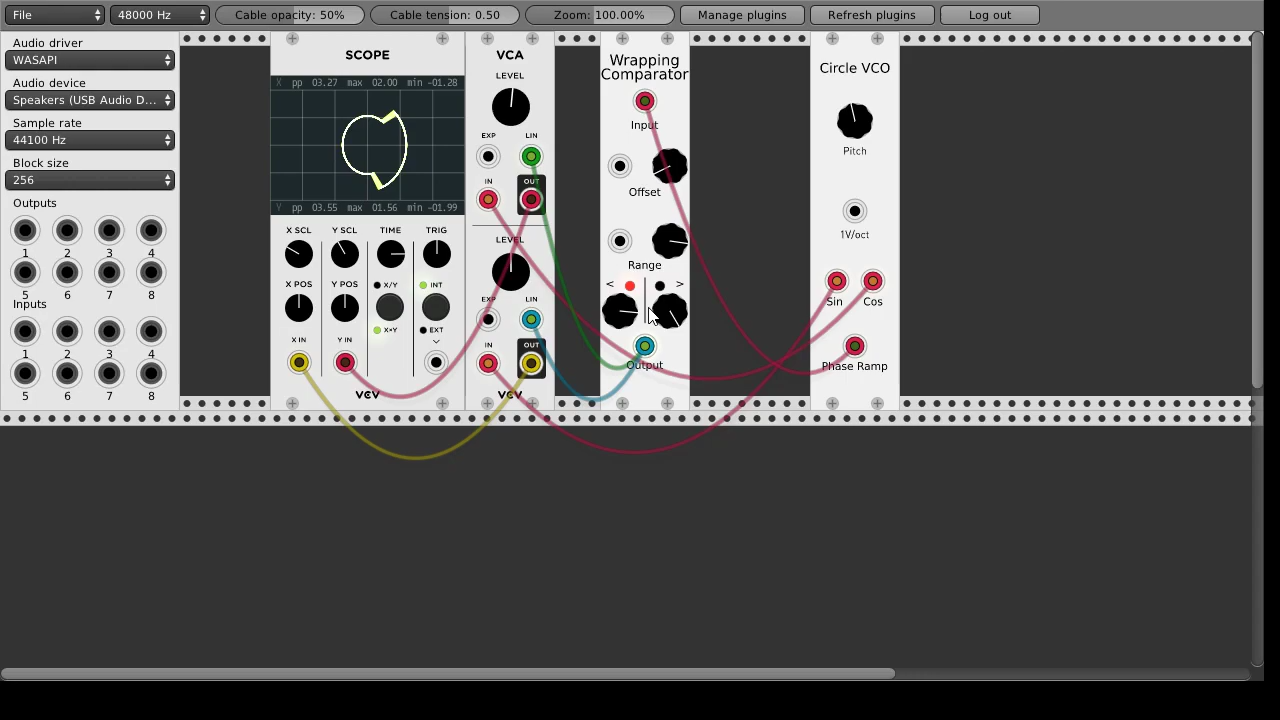 File
48000 Hz
Cable opacity: 50%
Cable tension: 0.50
Zoom: 100.00%
Manage plugins
Refresh plugins
Log out
Audio driver
WASAPI
Audio device
Speakers (USB Audio D...
Sample rate
44100 Hz
Block size
256
Outputs
1 2 3 4
5 6 7 8
Inputs
1 2 3 4
5 6 7 8
SCOPE
X pp 03.27 max 02.00 min -01.28
Y pp 03.55 max 01.56 min -01.99
X SCL Y SCL TIME TRIG
X POS Y POS X/Y INT
X×Y EXT
X IN Y IN
VCV
VCA
LEVEL
EXP LIN
IN OUT
LEVEL
EXP LIN
IN OUT
VCV
Wrapping
Comparator
Input
Offset
Range
< >
Output
Circle VCO
Pitch
1V/oct
Sin Cos
Phase Ramp